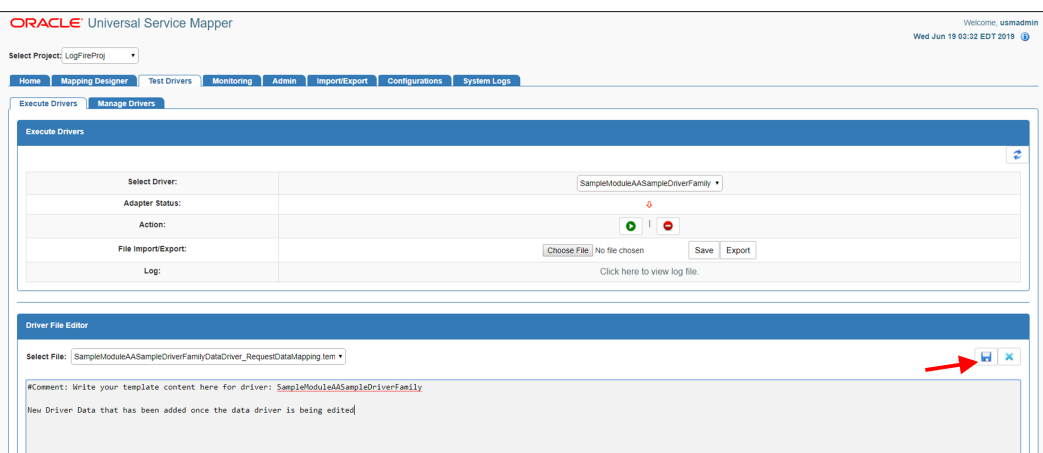 ORACLE® Universal Service Mapper
Welcome, usmadmin
Wed Jun 19 03:32 EDT 2019
Select Project: LogFireProj
Home Mapping Designer Test Drivers Monitoring Admin Import/Export Configurations System Logs
Execute Drivers Manage Drivers
Execute Drivers
Select Driver: SampleModuleAASampleDriverFamily
Adapter Status:
Action: |
File Import/Export: Choose File No file chosen Save Export
Log: Click here to view log file.
Driver File Editor
Select File: SampleModuleAASampleDriverFamilyDataDriver_RequestDataMapping.tem
#Comment: Write your template content here for driver: SampleModuleAASampleDriverFamily
New Driver Data that has been added once the data driver is being edited